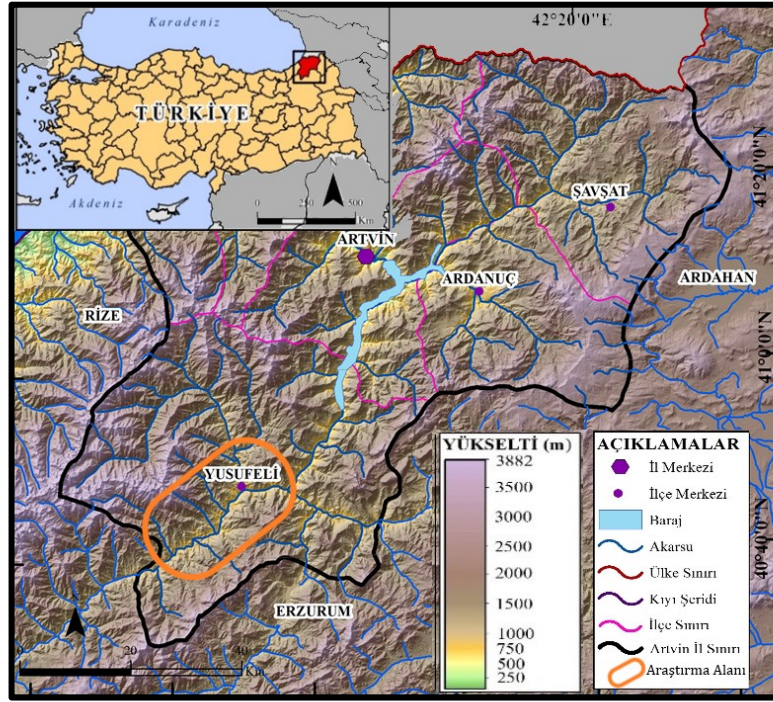 Karadeniz
TÜRKİYE
Akdeniz
0 250 500
Km
42°20'0"E
41°20'0"N
41°0'0"N
40°40'0"N
ŞAVŞAT
ARTVİN
ARDANUÇ
ARDAHAN
RİZE
YUSUFELİ
ERZURUM
0 20 40
Km
YÜKSELTİ (m)
3882
3500
3000
2500
2000
1500
1000
750
500
250
AÇIKLAMALAR
İl Merkezi
İlçe Merkezi
Baraj
Akarsu
Ülke Sınırı
Kıyı Şeridi
İlçe Sınırı
Artvin İl Sınırı
Araştırma Alanı